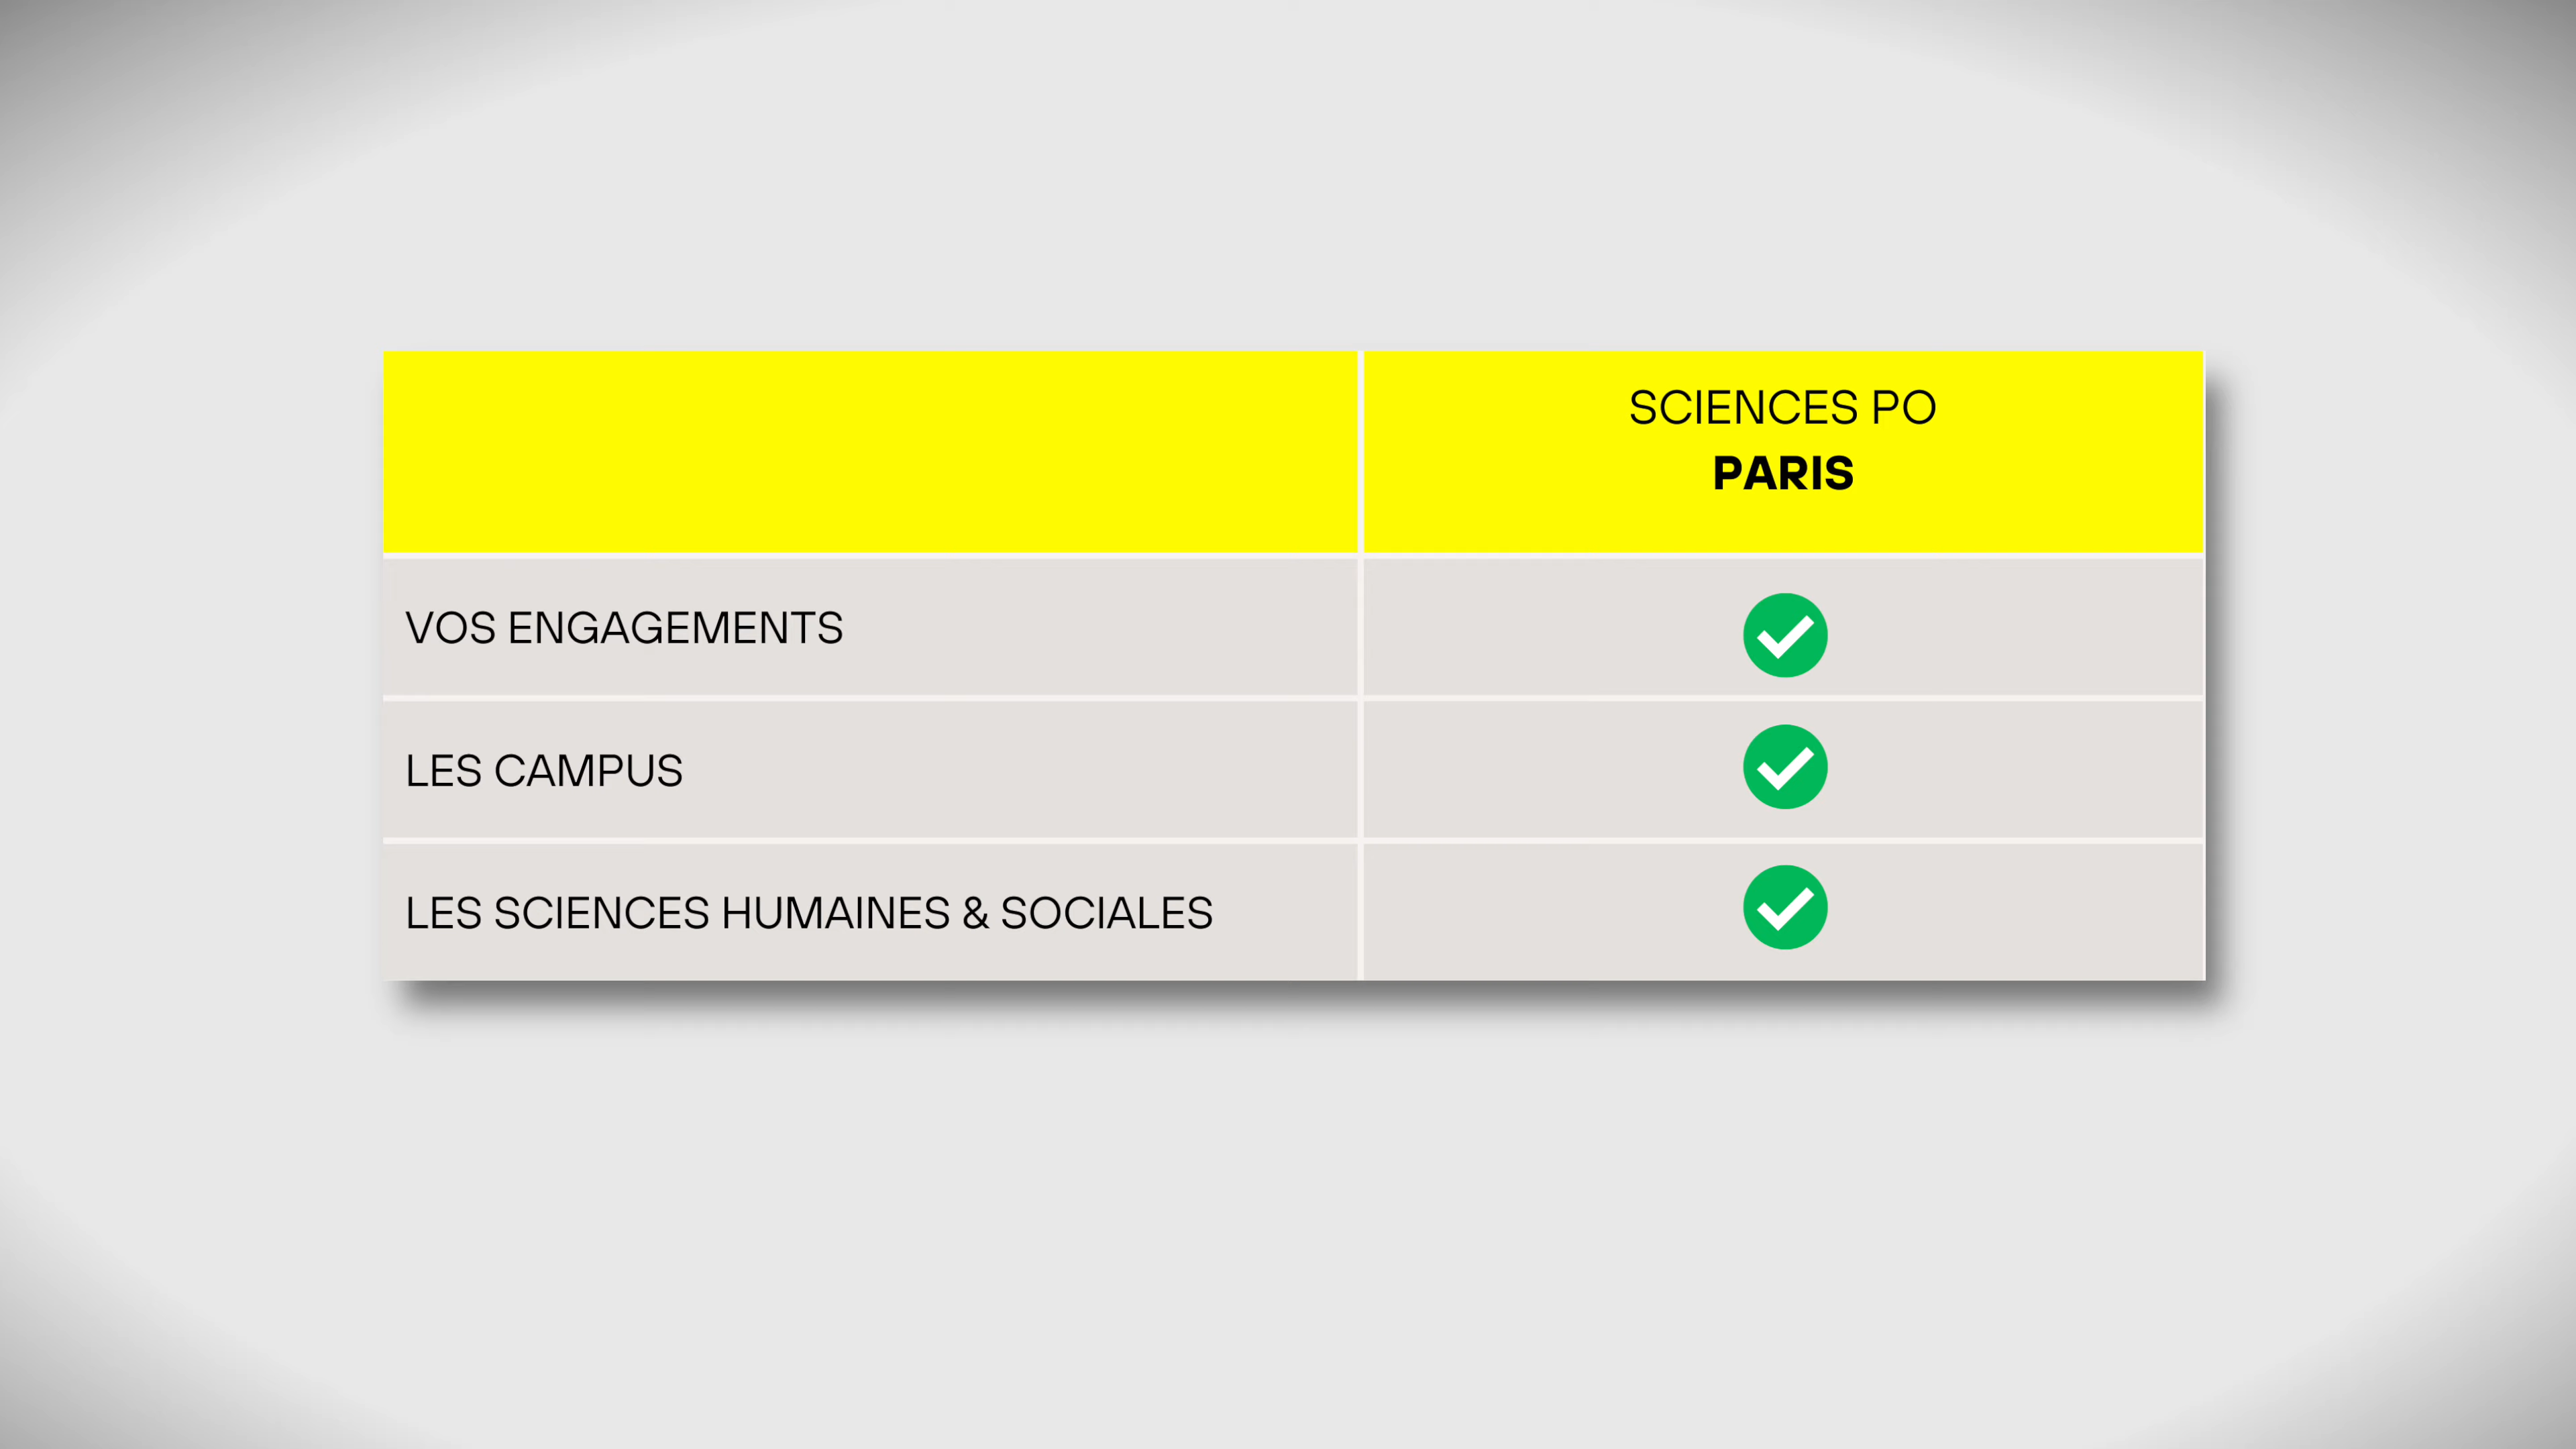 SCIENCES PO
PARIS
VOS ENGAGEMENTS
LES CAMPUS
LES SCIENCES HUMAINES & SOCIALES